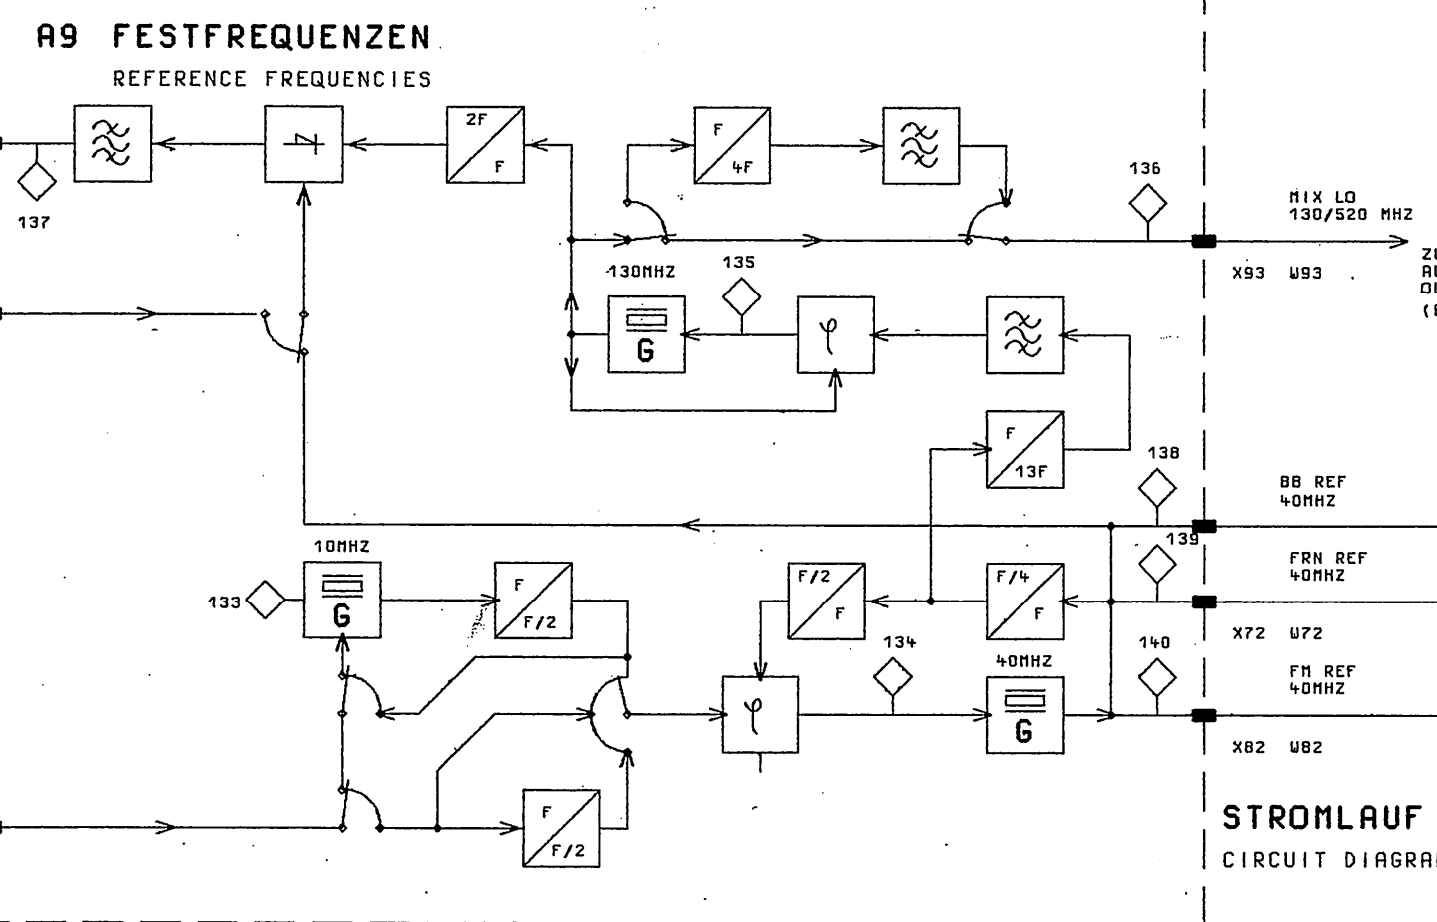 A9 FESTFREQUENZEN
REFERENCE FREQUENCIES
2F
F
F
4F
137
136
MIX LO
130/520 MHZ
X93 W93
130MHZ
135
G
φ
F
13F
138
BB REF
40MHZ
139
FRN REF
40MHZ
X72 W72
10MHZ
133
G
F
F/2
F/2
F
F/4
F
134
40MHZ
140
FM REF
40MHZ
φ
G
X82 W82
F
F/2
STROMLAUF
CIRCUIT